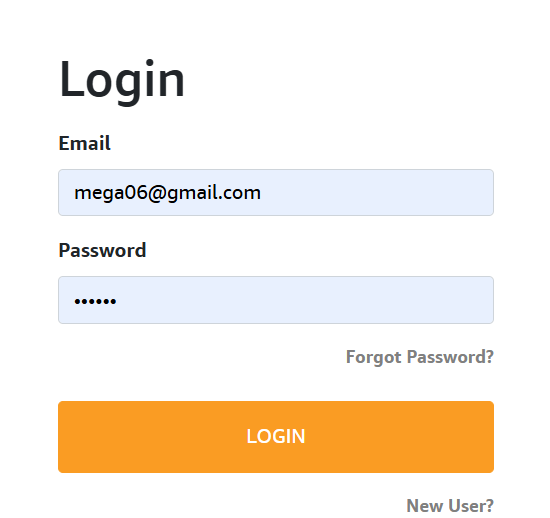 Login
Email
mega06@gmail.com
Password
••••••
Forgot Password?
LOGIN
New User?